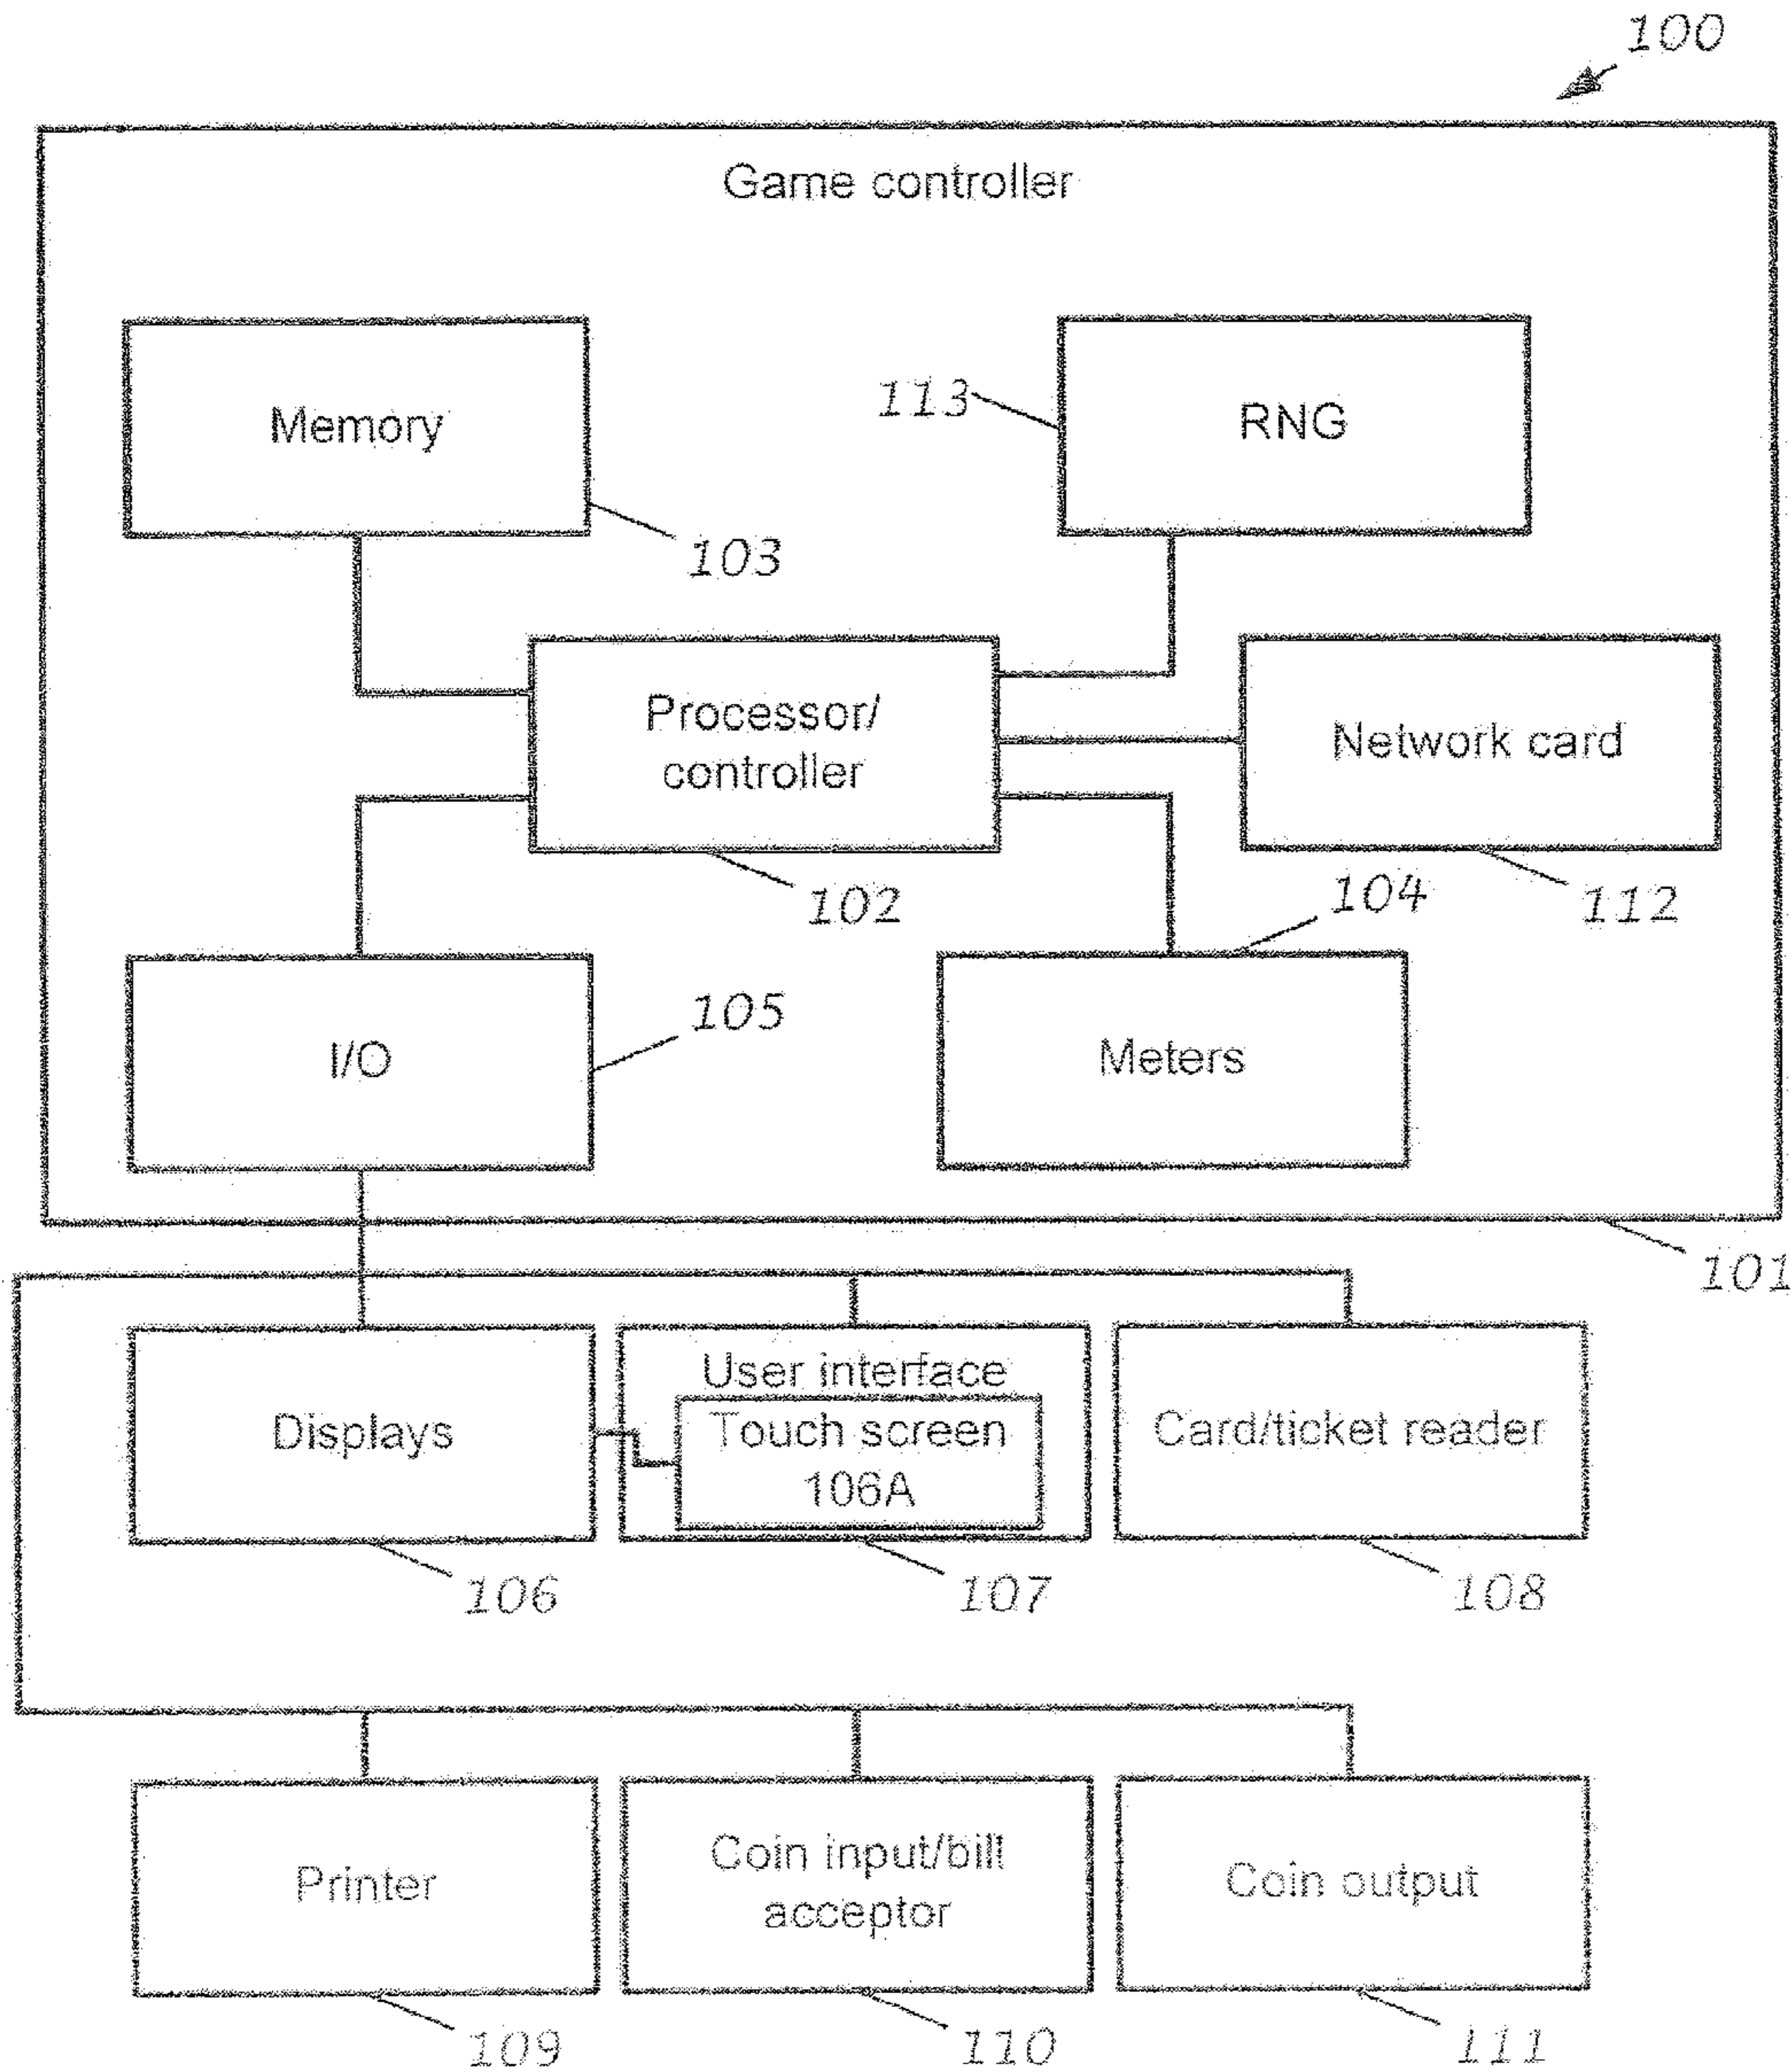 100
Game controller
Memory
113
RNG
103
Processor/
controller
Network card
102
104
112
I/O
105
Meters
101
Displays
User interface
Touch screen
106A
Card/ticket reader
106
107
108
Printer
Coin input/bill
acceptor
Coin output
109
110
111